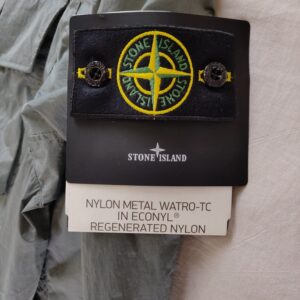 STONE ISLAND
STONE ISLAND
STONE ISLAND
NYLON METAL WATRO-TC
IN ECONYL®
REGENERATED NYLON